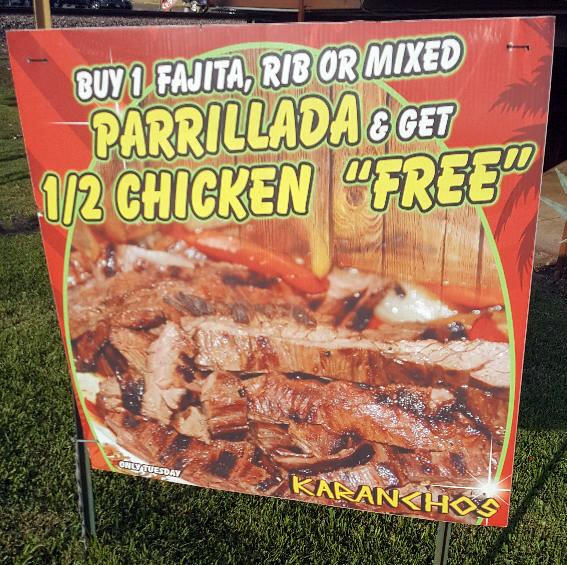 BUY 1 FAJITA, RIB OR MIXED
PARRILLADA & GET
1/2 CHICKEN "FREE"
ONLY TUESDAY
KARANCHOS